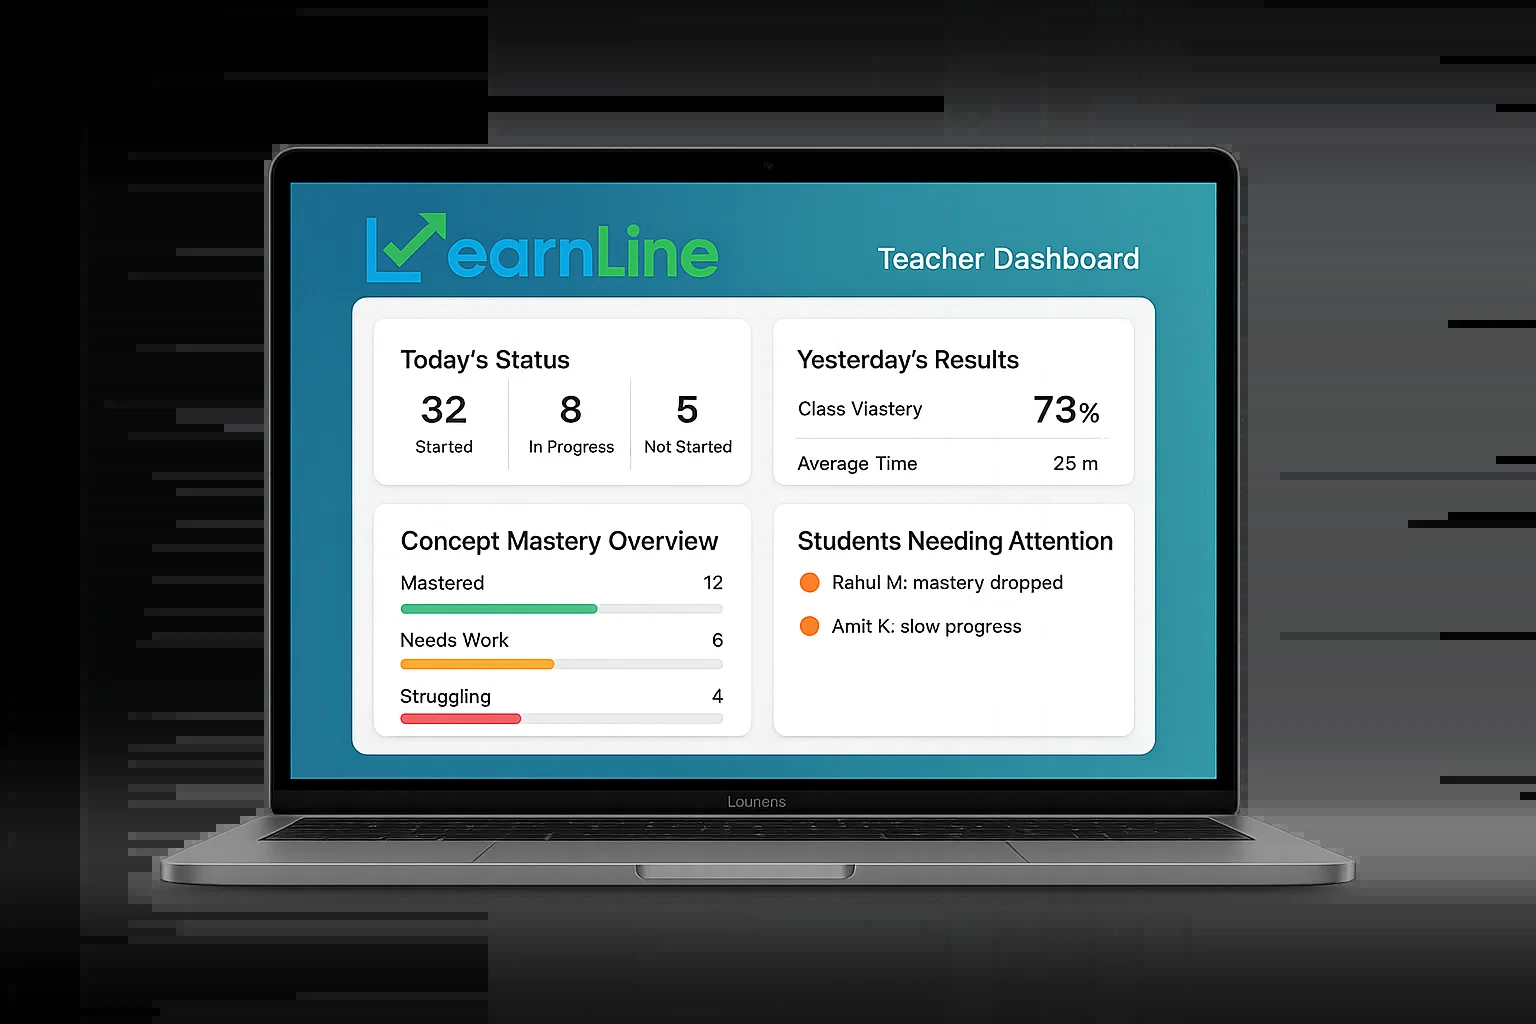 LearnLine
Teacher Dashboard
Today's Status
32
8
5
Started
In Progress
Not Started
Yesterday's Results
Class Viastery
73%
Average Time
25 m
Concept Mastery Overview
Mastered
12
Needs Work
6
Struggling
4
Students Needing Attention
Rahul M: mastery dropped
Amit K: slow progress
Lounens